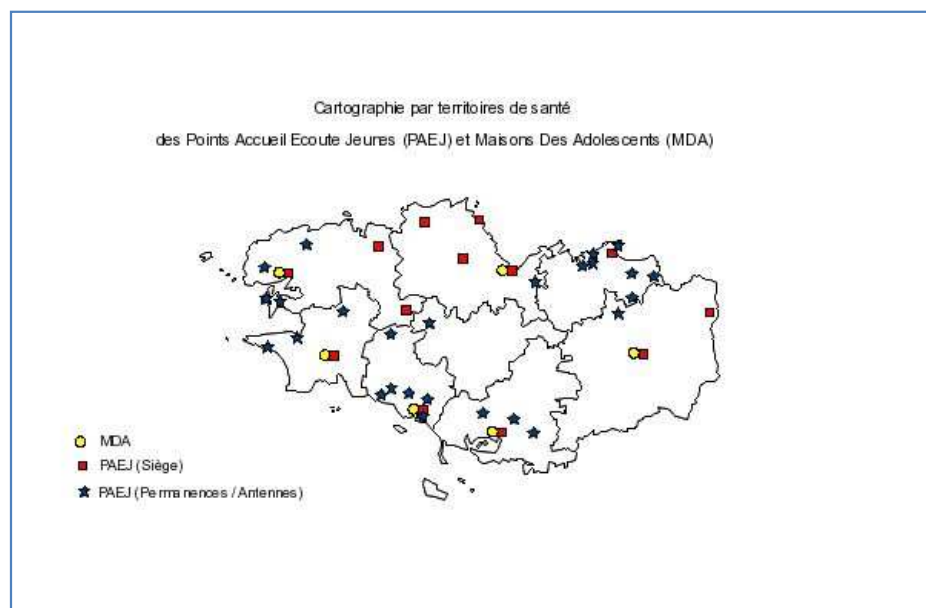 Cartographie par territoires de santé
des Points Accueil Ecoute Jeunes (PAEJ) et Maisons Des Adolescents (MDA)
MDA
PAEJ (Siège)
PAEJ (Permanences / Antennes)